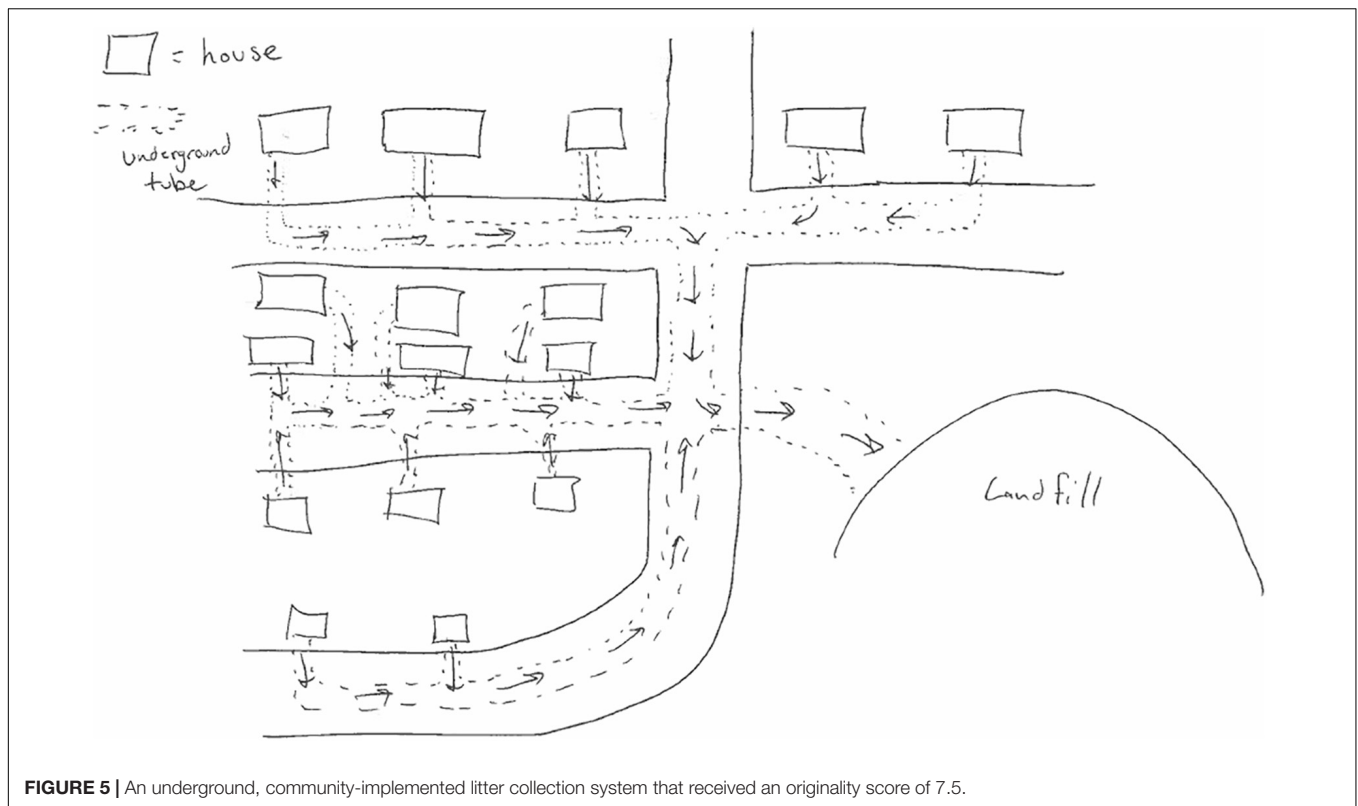 = house
underground
tube
Landfill
FIGURE 5 | An underground, community-implemented litter collection system that received an originality score of 7.5.